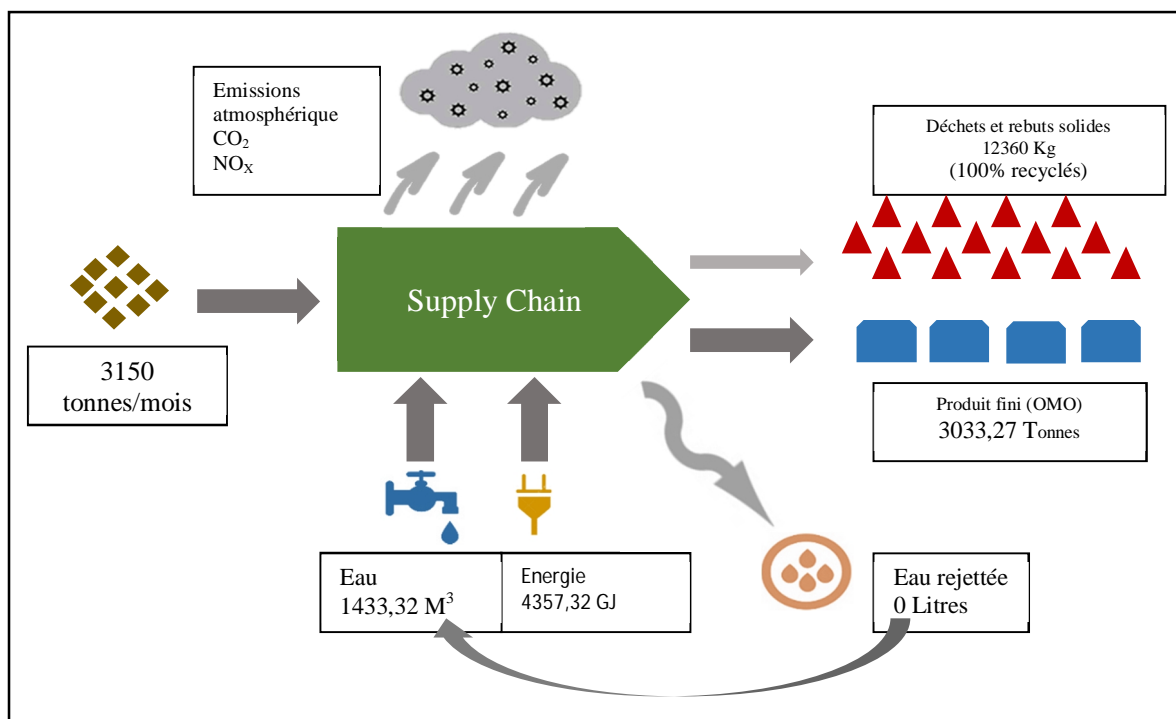 Emissions
atmosphérique
CO₂
NOX
Déchets et rebuts solides
12360 Kg
(100% recyclés)
Supply Chain
3150
tonnes/mois
Produit fini (OMO)
3033,27 Tonnes
Eau
1433,32 M³
Energie
4357,32 GJ
Eau rejettée
0 Litres